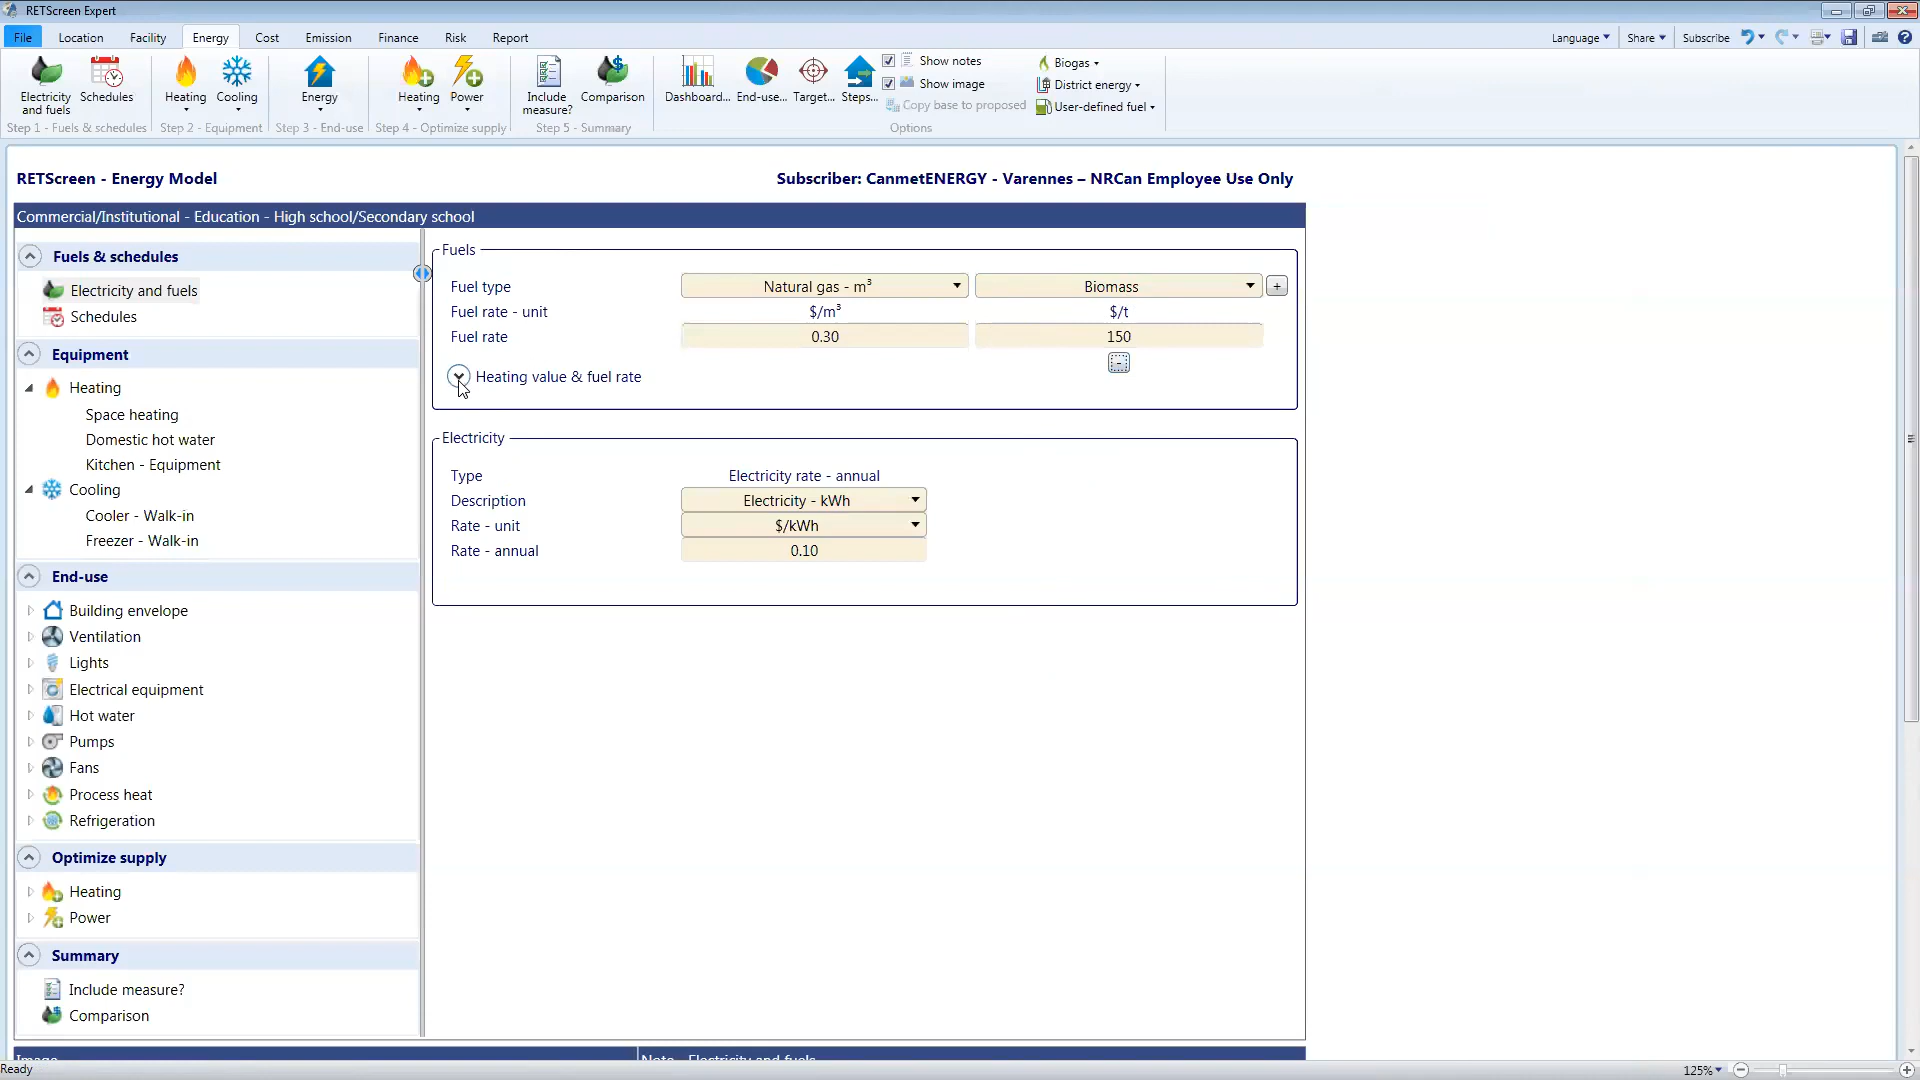 RETScreen Expert
File Location Facility Energy Cost Emission Finance Risk Report Language Share Subscribe
Electricity and fuels Schedules Heating Cooling Energy Heating Power Include measure? Comparison Dashboard... End-use... Target... Steps...
Show notes
Show image
Copy base to proposed
Biogas
District energy
User-defined fuel
Step 1 - Fuels & schedules Step 2 - Equipment Step 3 - End-use Step 4 - Optimize supply Step 5 - Summary Options
RETScreen - Energy Model Subscriber: CanmetENERGY - Varennes – NRCan Employee Use Only
Commercial/Institutional - Education - High school/Secondary school
Fuels & schedules
Electricity and fuels
Schedules
Equipment
Heating
Space heating
Domestic hot water
Kitchen - Equipment
Cooling
Cooler - Walk-in
Freezer - Walk-in
End-use
Building envelope
Ventilation
Lights
Electrical equipment
Hot water
Pumps
Fans
Process heat
Refrigeration
Optimize supply
Heating
Power
Summary
Include measure?
Comparison
Fuels
Fuel type Natural gas - m³ Biomass +
Fuel rate - unit $/m³ $/t
Fuel rate 0.30 150
-
Heating value & fuel rate
Electricity
Type Electricity rate - annual
Description Electricity - kWh
Rate - unit $/kWh
Rate - annual 0.10
Image Note - Electricity and fuels
Ready 125%